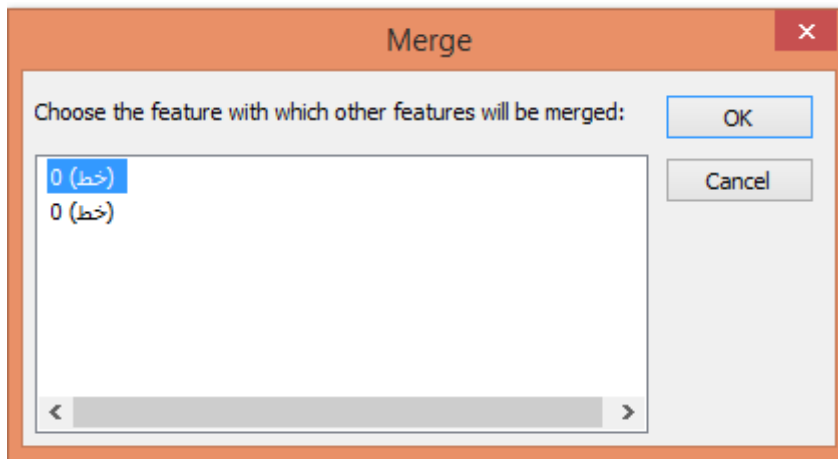 Merge
Choose the feature with which other features will be merged:
OK
Cancel
0 (خط)
0 (خط)